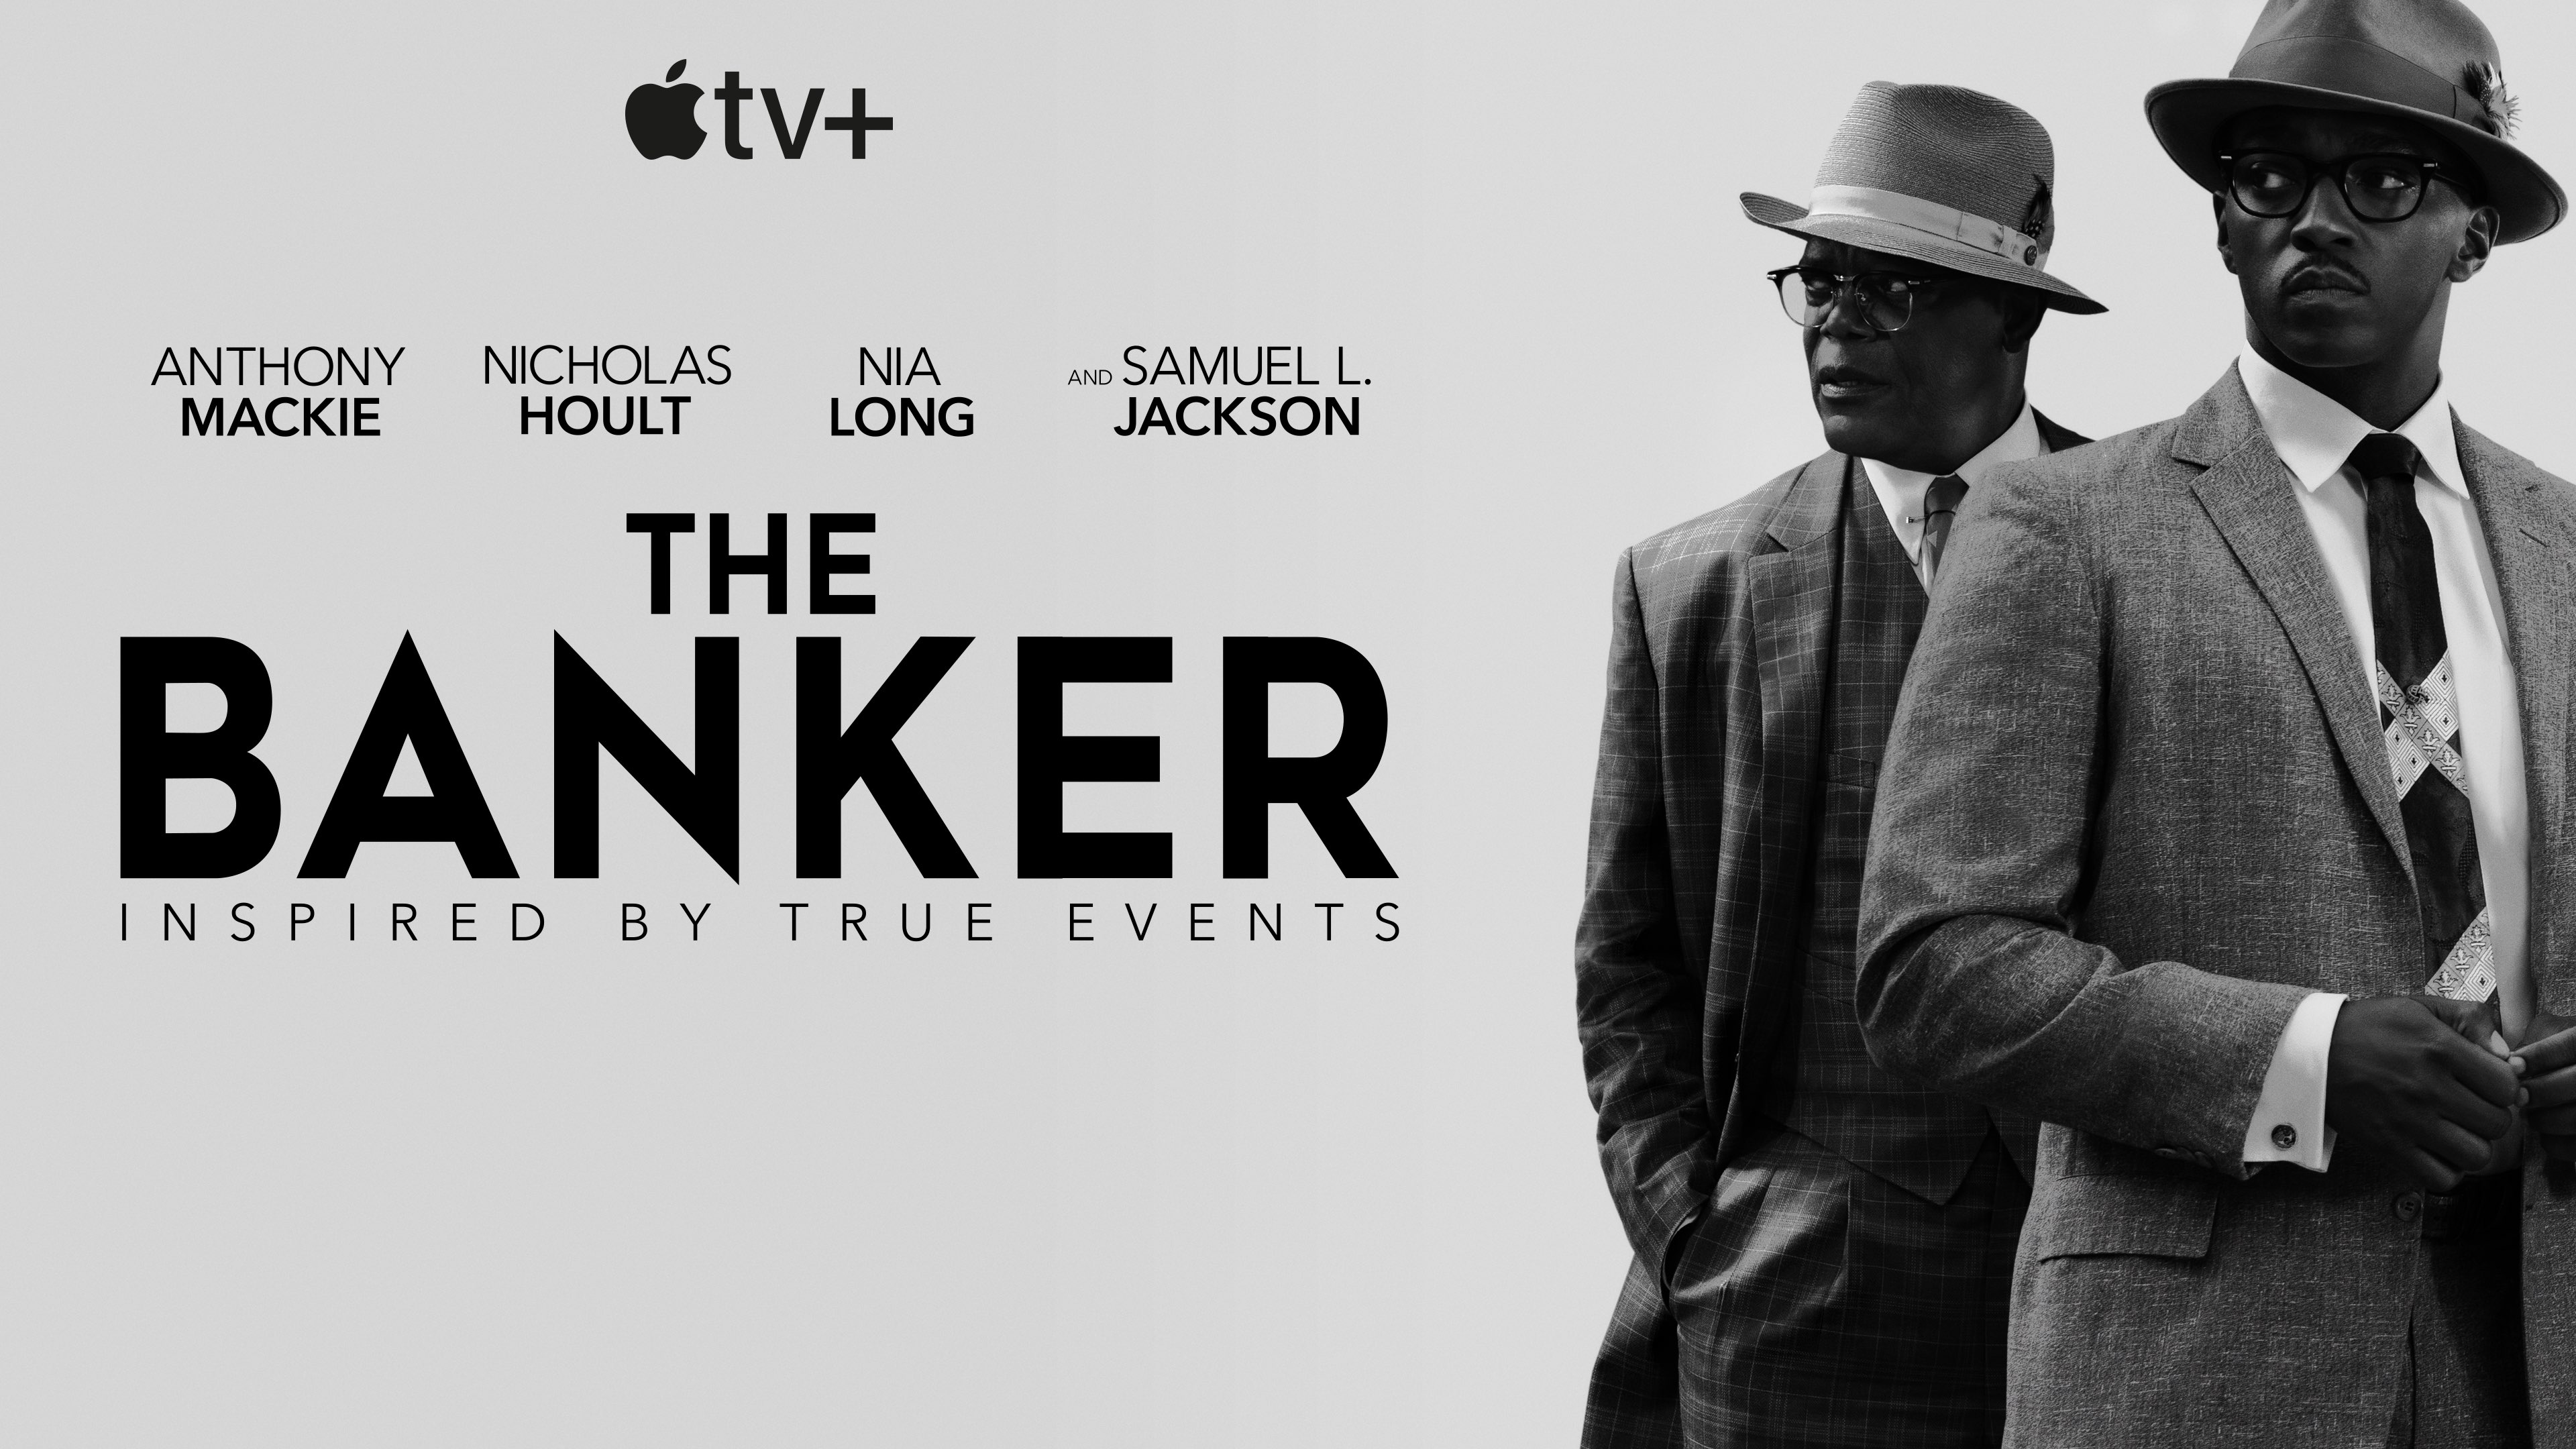 tv+
ANTHONY MACKIE
NICHOLAS HOULT
NIA LONG
AND SAMUEL L. JACKSON
THE
BANKER
INSPIRED BY TRUE EVENTS